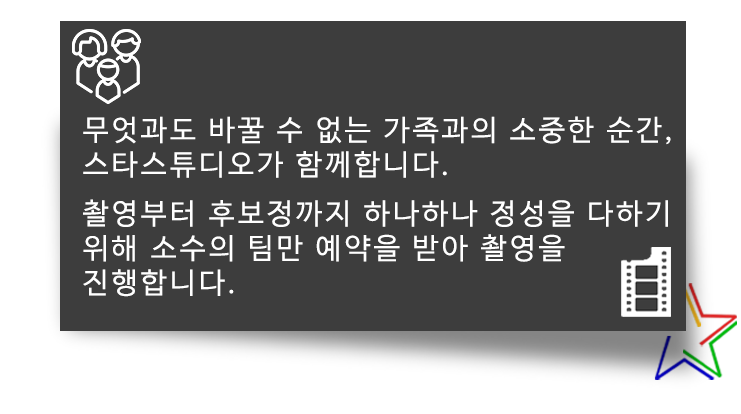 무엇과도 바꿀 수 없는 가족과의 소중한 순간,
스타스튜디오가 함께합니다.
촬영부터 후보정까지 하나하나 정성을 다하기
위해 소수의 팀만 예약을 받아 촬영을
진행합니다.